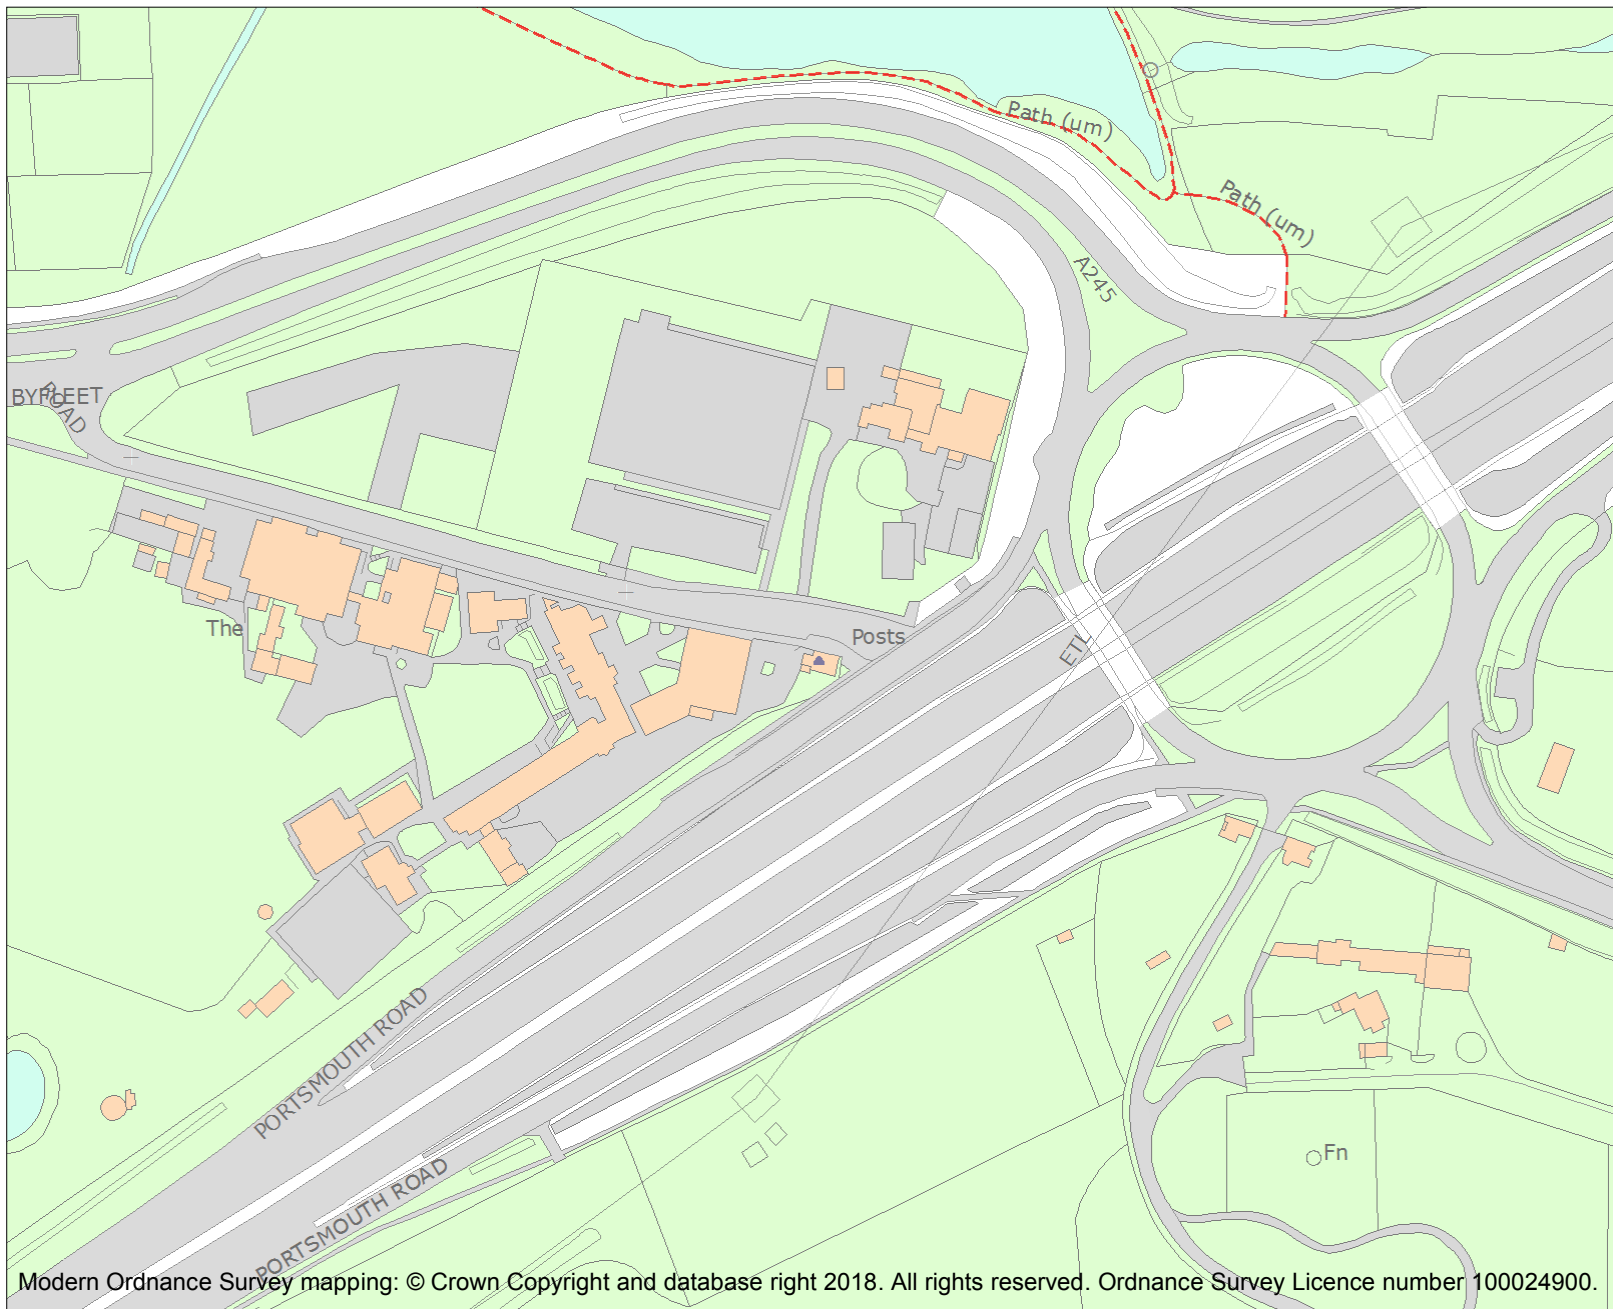 Path (um)
Path (um)
A245
BYFLEET
ROAD
The
Posts
ETL
PORTSMOUTH ROAD
PORTSMOUTH ROAD
Fn
Modern Ordnance Survey mapping: © Crown Copyright and database right 2018. All rights reserved. Ordnance Survey Licence number 100024900.